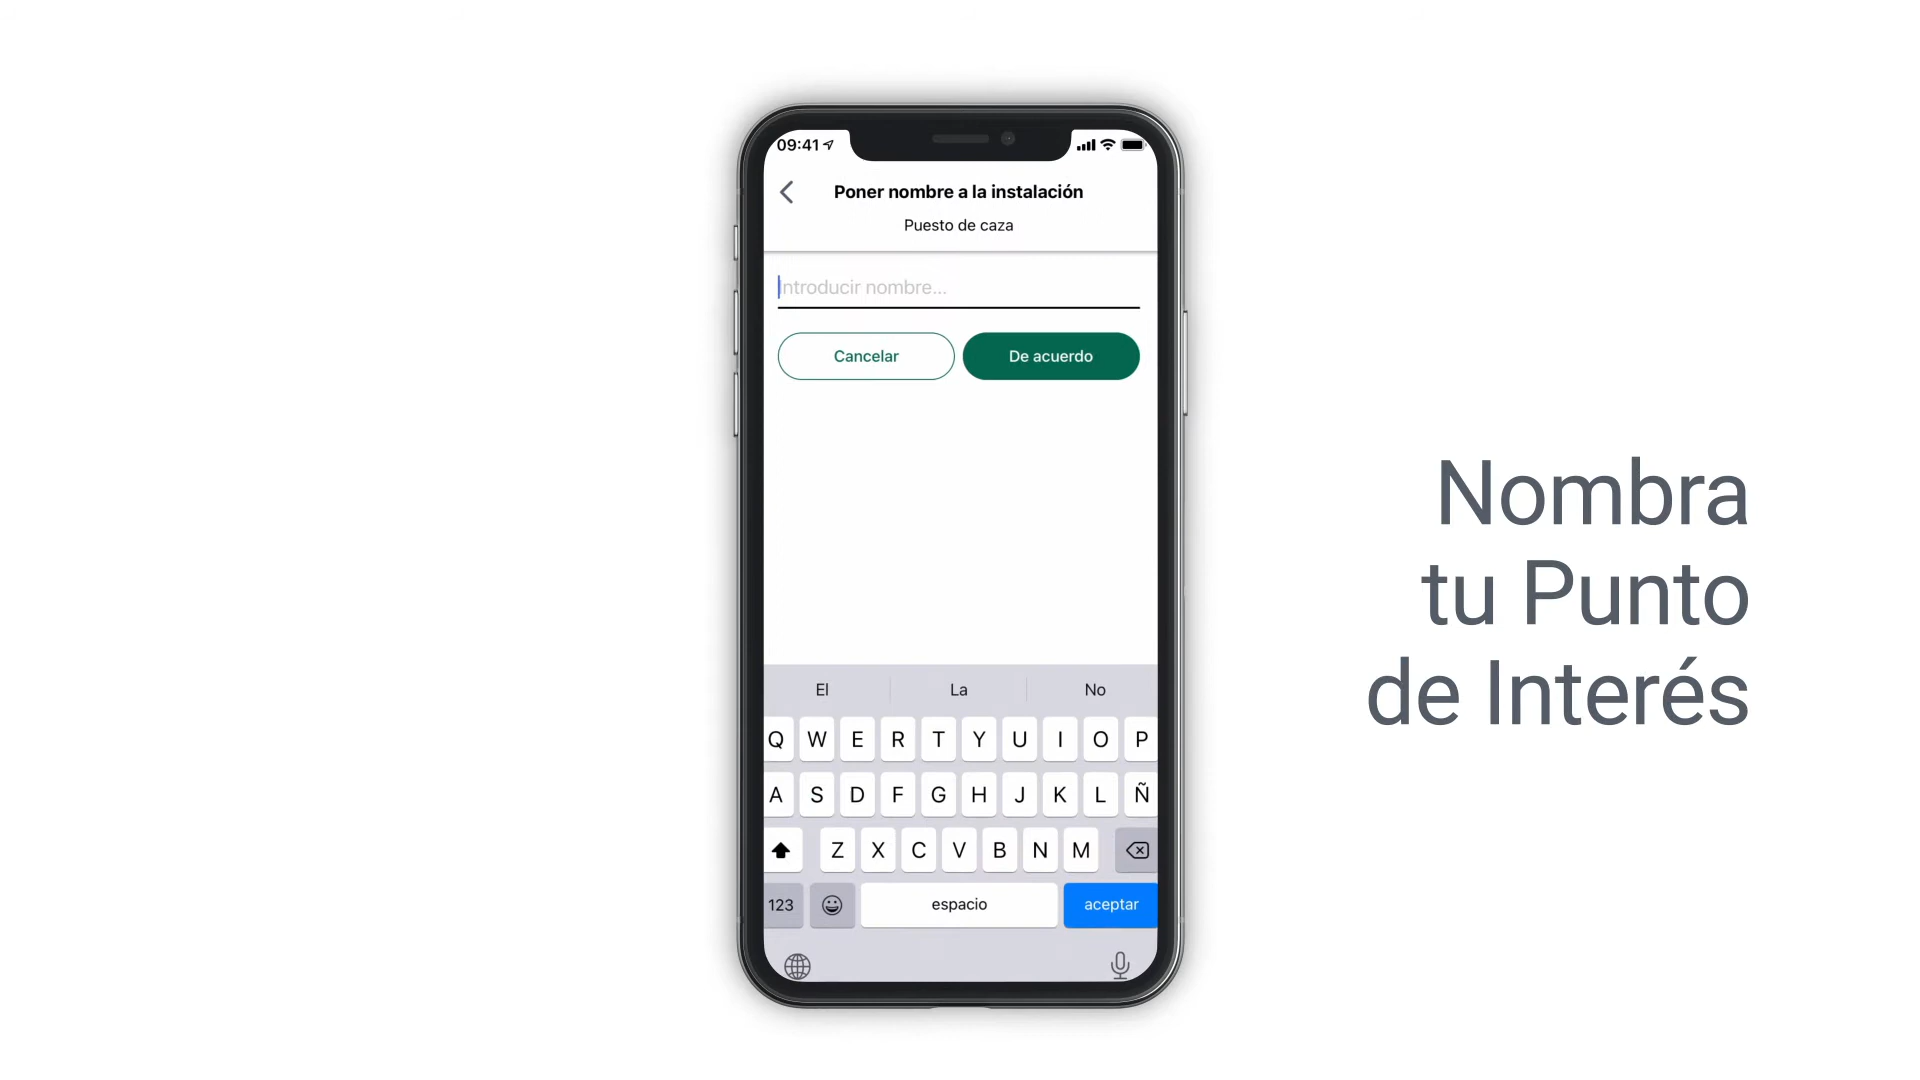 09:41
Poner nombre a la instalación
Puesto de caza
Introducir nombre...
Cancelar
De acuerdo
Nombra
tu Punto
de Interés
El
La
No
Q W E R T Y U I O P
A S D F G H J K L Ñ
Z X C V B N M
123
espacio
aceptar